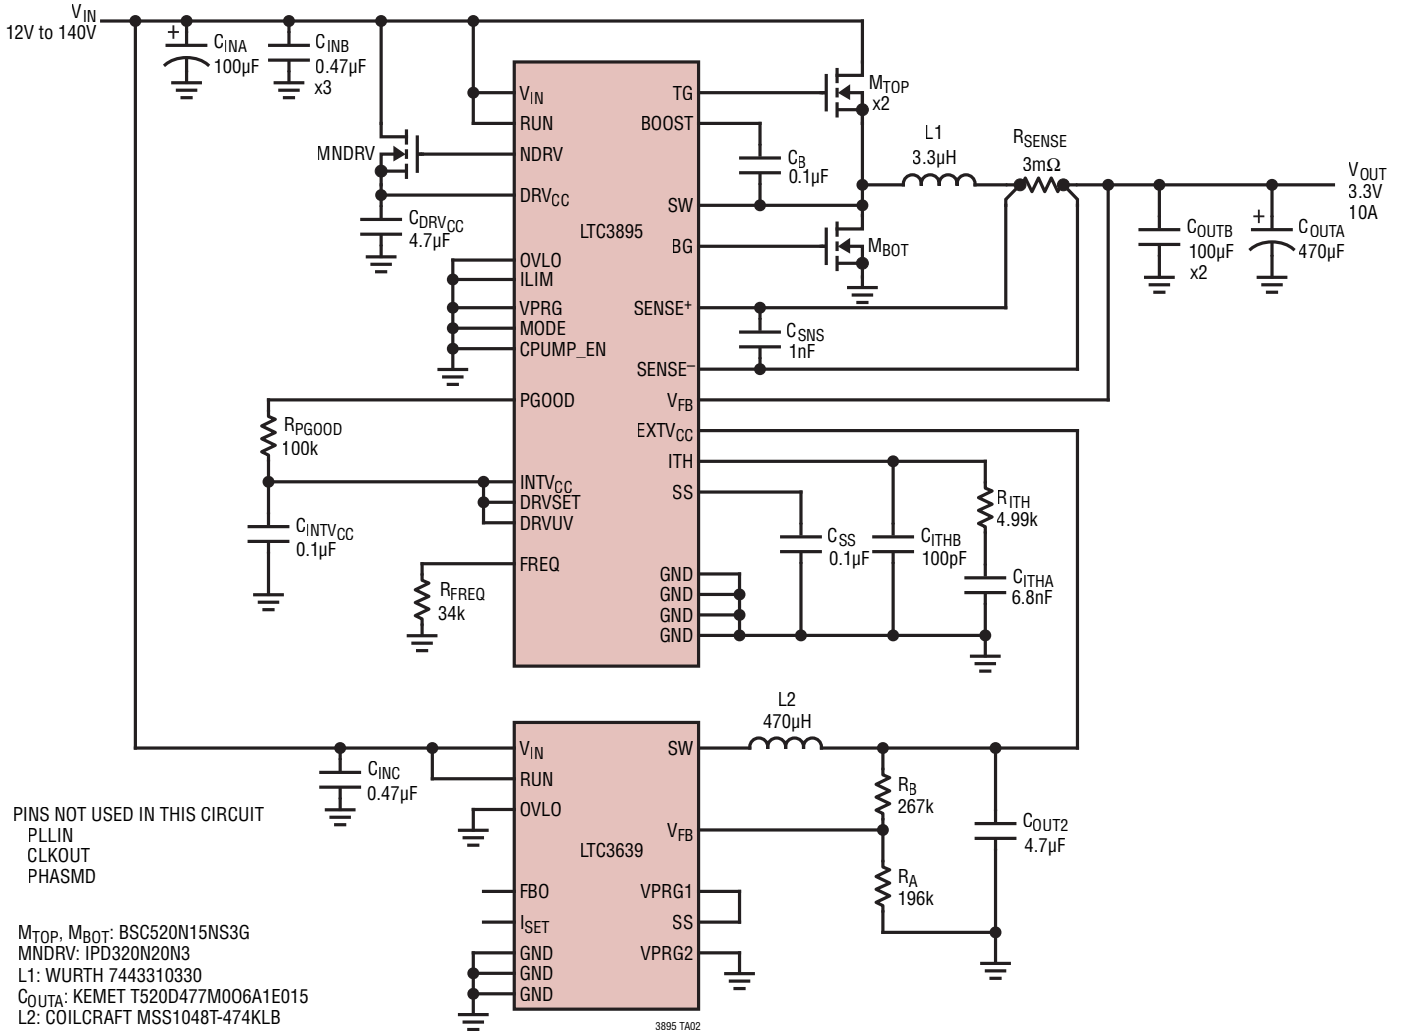 VIN
12V to 140V
CINA
100µF
+
CINB
0.47µF
x3
MNDRV
CDRVCC
4.7µF
VIN
RUN
NDRV
DRVCC
OVLO
ILIM
VPRG
MODE
CPUMP_EN
PGOOD
INTVCC
DRVSET
DRVUV
FREQ
LTC3895
TG
BOOST
SW
BG
SENSE+
SENSE–
VFB
EXTVCC
ITH
SS
GND
GND
GND
GND
MTOP
x2
CB
0.1µF
MBOT
L1
3.3µH
RSENSE
3mΩ
VOUT
3.3V
10A
COUTB
100µF
x2
+
COUTA
470µF
CSNS
1nF
RPGOOD
100k
CINTVCC
0.1µF
RFREQ
34k
CSS
0.1µF
CITHB
100pF
RITH
4.99k
CITHA
6.8nF
CINC
0.47µF
VIN
RUN
OVLO
FBO
ISET
GND
GND
GND
LTC3639
SW
VFB
VPRG1
SS
VPRG2
L2
470µH
RB
267k
RA
196k
COUT2
4.7µF
PINS NOT USED IN THIS CIRCUIT
PLLIN
CLKOUT
PHASMD
MTOP, MBOT: BSC520N15NS3G
MNDRV: IPD320N20N3
L1: WURTH 7443310330
COUTA: KEMET T520D477M006A1E015
L2: COILCRAFT MSS1048T-474KLB
3895 TA02